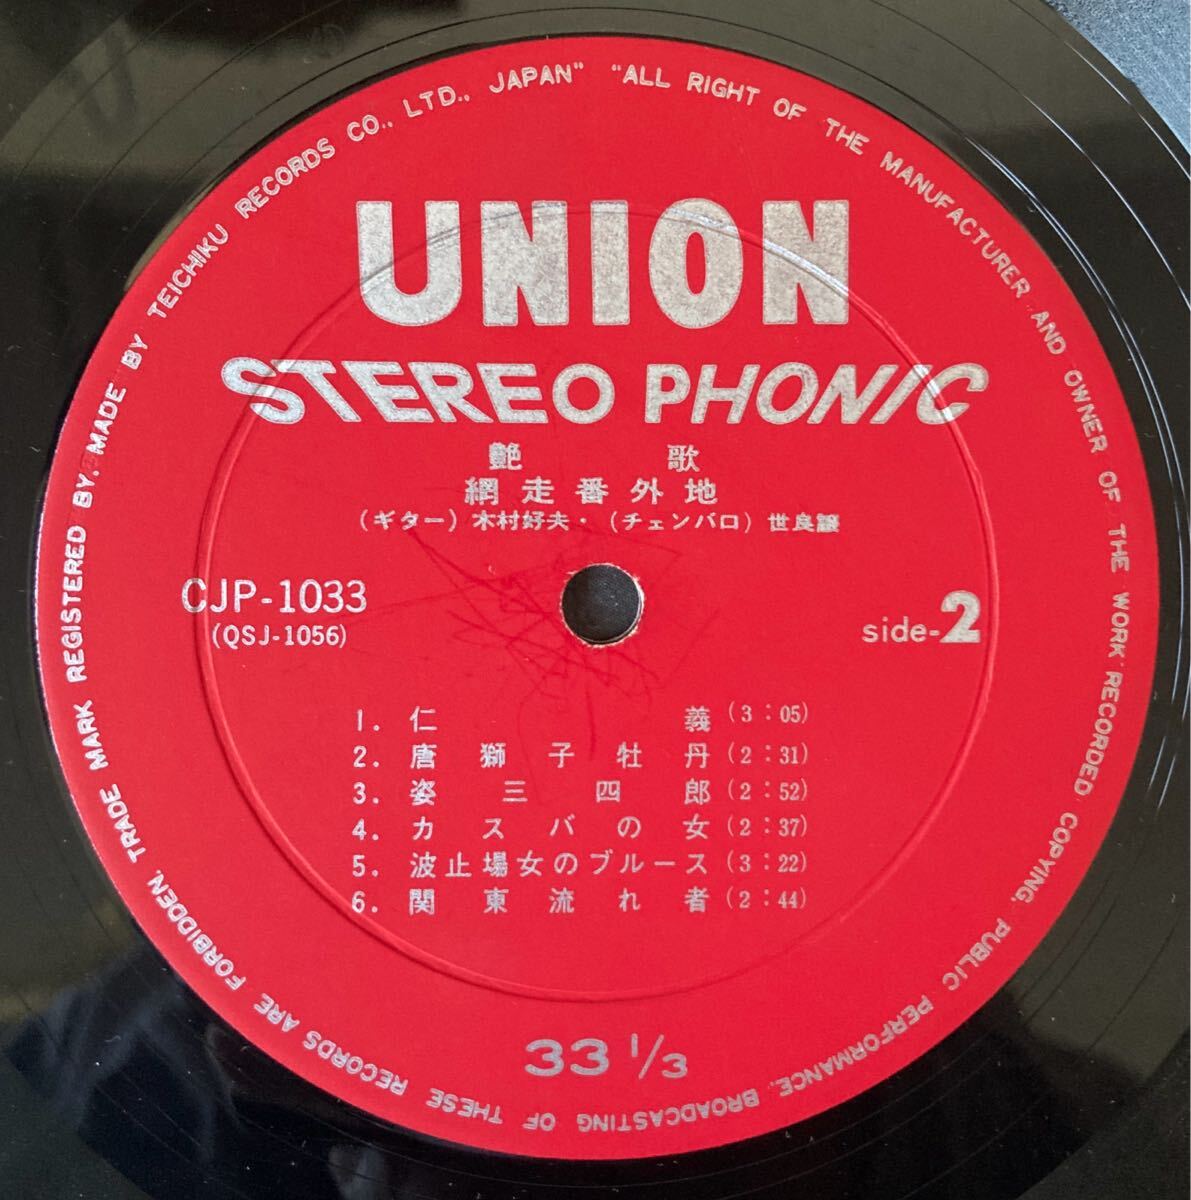 TRADE MARK REGISTERED BY. MADE BY TEICHIKU RECORDS CO., LTD., JAPAN" "ALL RIGHT OF THE MANUFACTURER AND OWNER OF THE WORK RECORDED COPYING, PUBLIC PERFORMANCE, BROADCASTING OF THESE RECORDS ARE FORBIDDEN.
UNION
STEREO PHONIC
艶歌
網走番外地
(ギター) 木村好夫・(チェンバロ) 世良譲
CJP-1033
(QSJ-1056)
side-2
1. 仁義 (3:05)
2. 唐獅子牡丹 (2:31)
3. 姿三四郎 (2:52)
4. カスバの女 (2:37)
5. 波止場女のブルース (3:22)
6. 関東流れ者 (2:44)
33 1/3